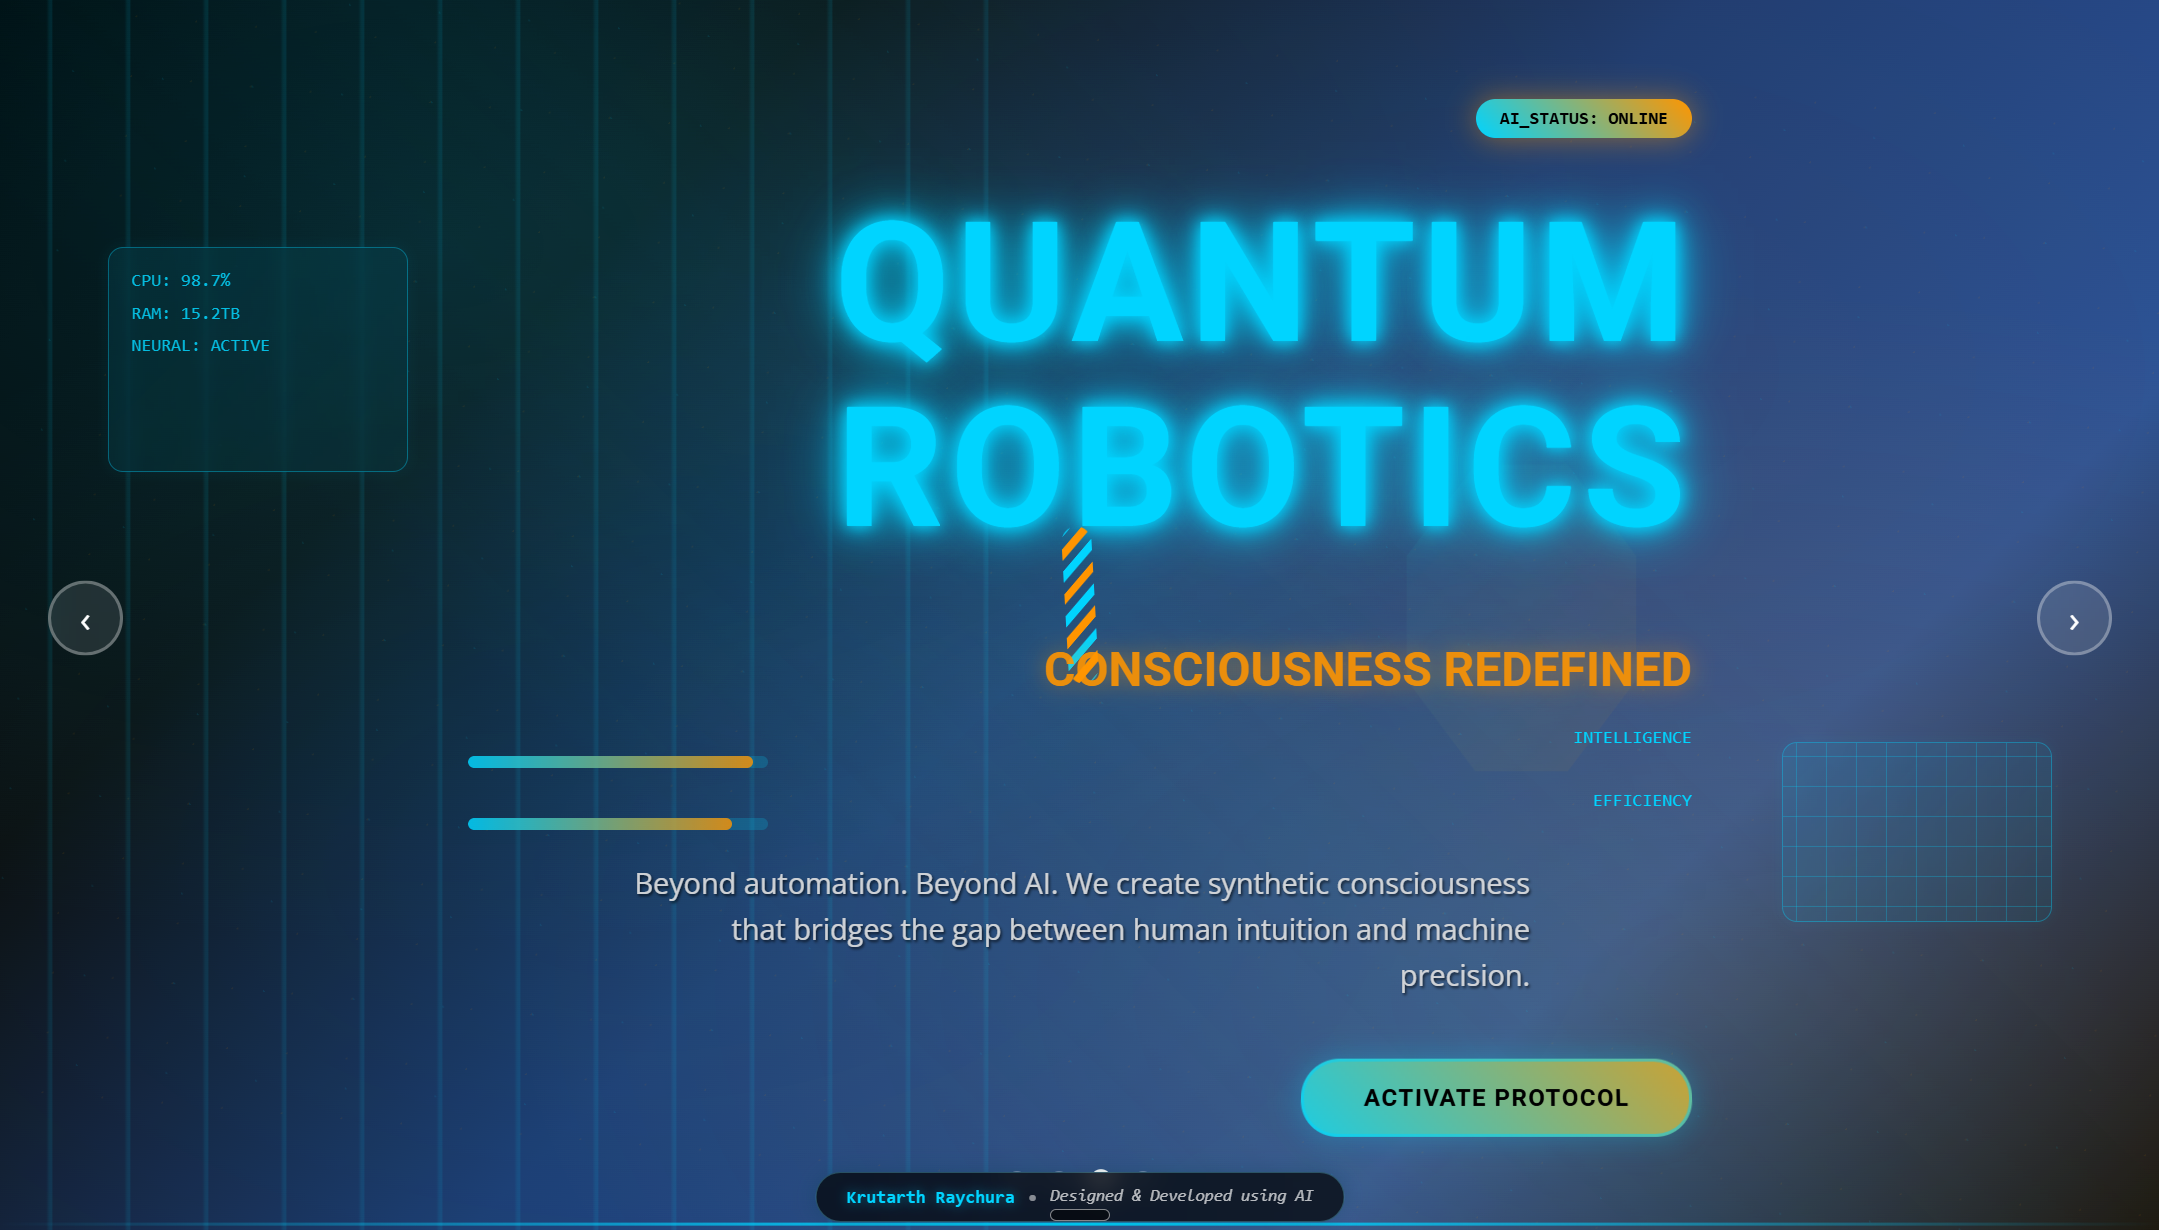 AI_STATUS: ONLINE
QUANTUM
ROBOTICS
CPU: 98.7%
RAM: 15.2TB
NEURAL: ACTIVE
‹
›
CONSCIOUSNESS REDEFINED
INTELLIGENCE
EFFICIENCY
Beyond automation. Beyond AI. We create synthetic consciousness
that bridges the gap between human intuition and machine
precision.
ACTIVATE PROTOCOL
Krutarth Raychura • Designed & Developed using AI